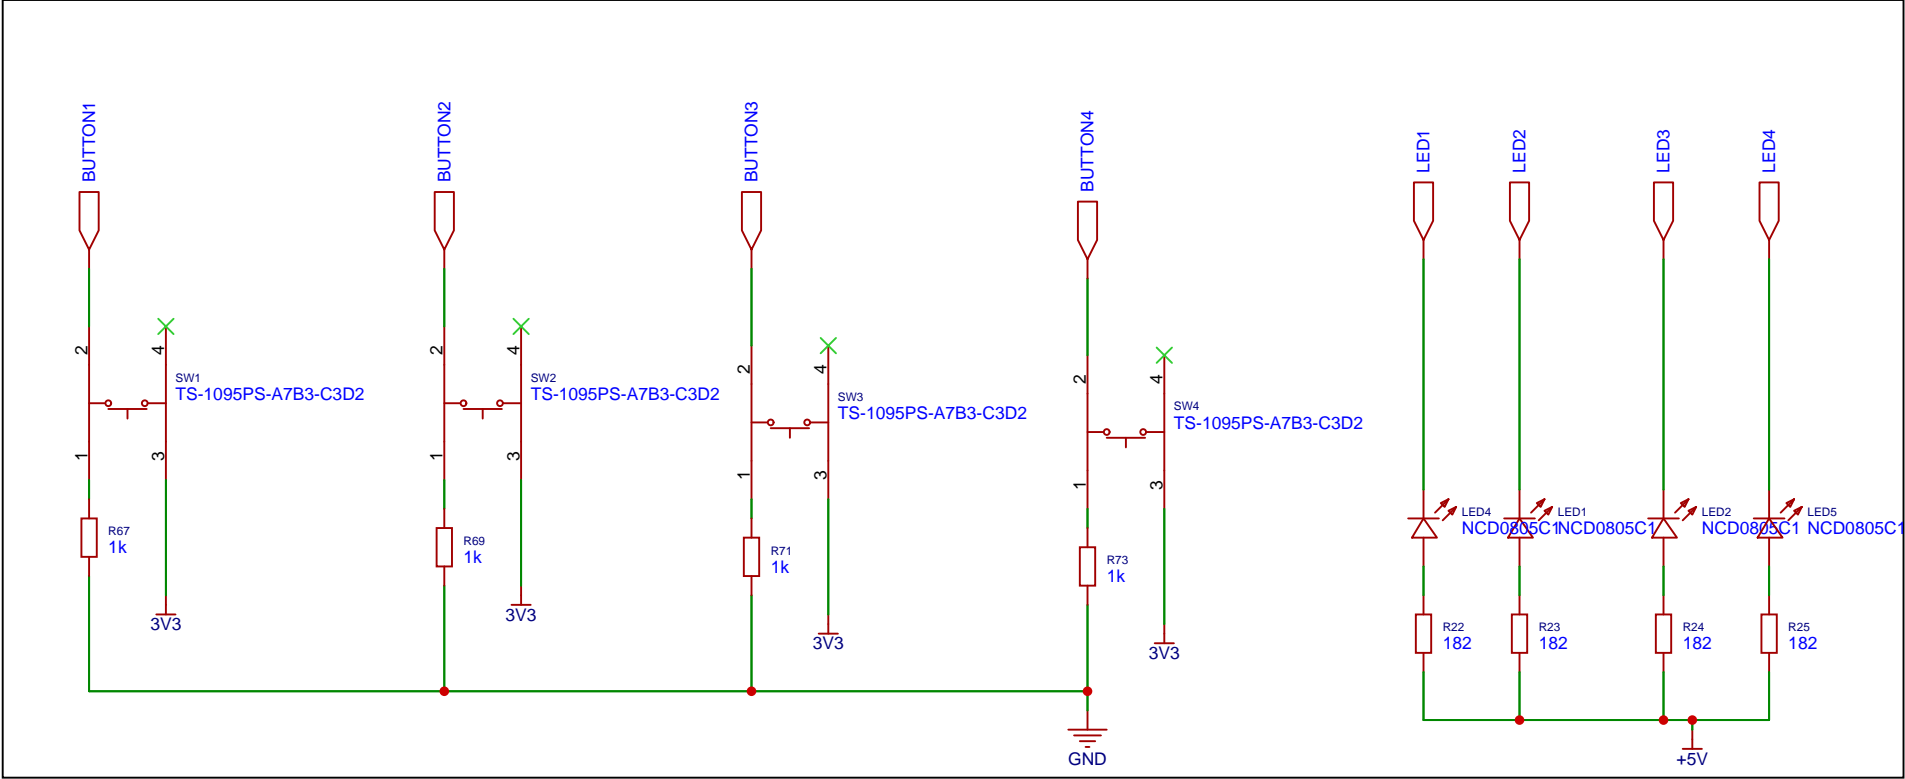 BUTTON1
BUTTON2
BUTTON3
BUTTON4
LED1
LED2
LED3
LED4
2
4
SW1
TS-1095PS-A7B3-C3D2
1
3
R67
1k
3V3
2
4
SW2
TS-1095PS-A7B3-C3D2
1
3
R69
1k
3V3
2
4
SW3
TS-1095PS-A7B3-C3D2
1
3
R71
1k
3V3
2
4
SW4
TS-1095PS-A7B3-C3D2
1
3
R73
1k
3V3
GND
LED4
NCD0805C1
LED1
NCD0805C1
LED2
NCD0805C1
LED5
NCD0805C1
R22
182
R23
182
R24
182
R25
182
+5V